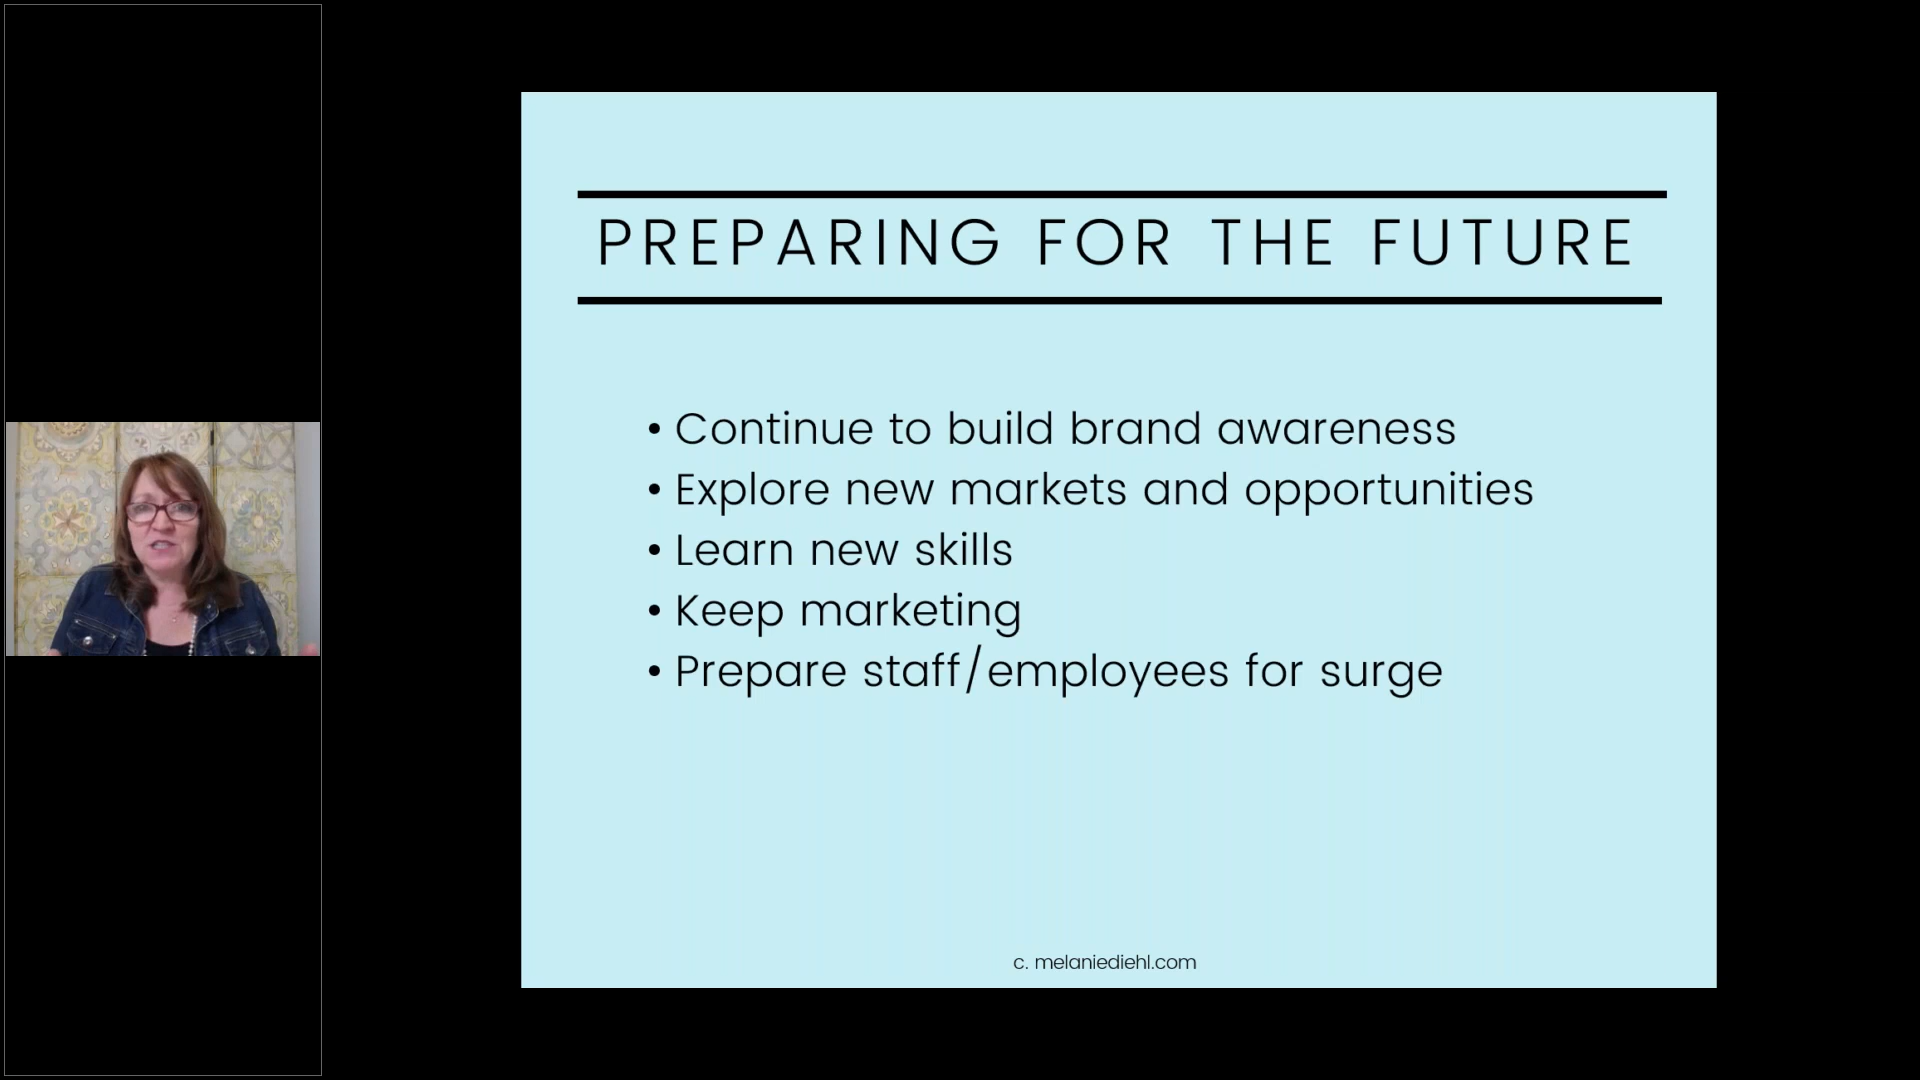 PREPARING FOR THE FUTURE
• Continue to build brand awareness
• Explore new markets and opportunities
• Learn new skills
• Keep marketing
• Prepare staff/employees for surge
c. melaniediehl.com